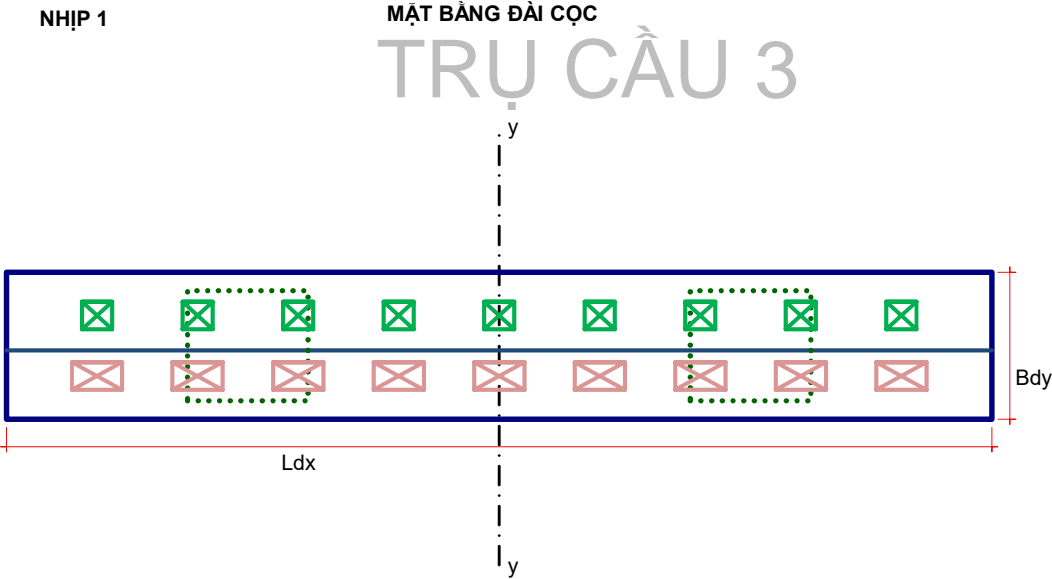 NHỊP 1
MẶT BẰNG ĐÀI CỌC
TRỤ CẦU 3
y
Bdy
Ldx
y